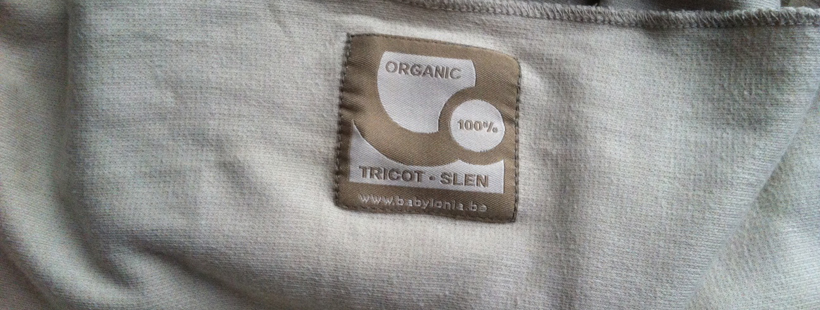 ORGANIC
100%
TRICOT - SLEN
www.babylonia.be